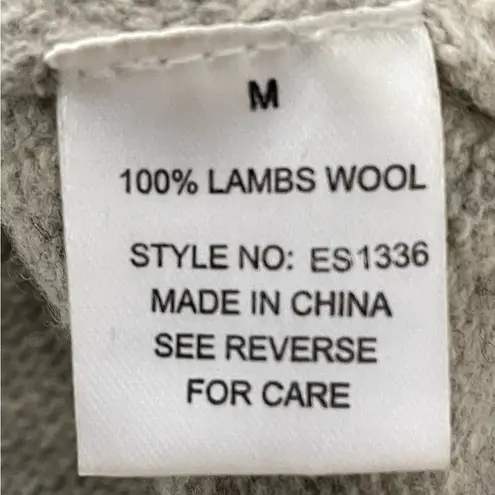 M
100% LAMBS WOOL
STYLE NO: ES1336
MADE IN CHINA
SEE REVERSE
FOR CARE